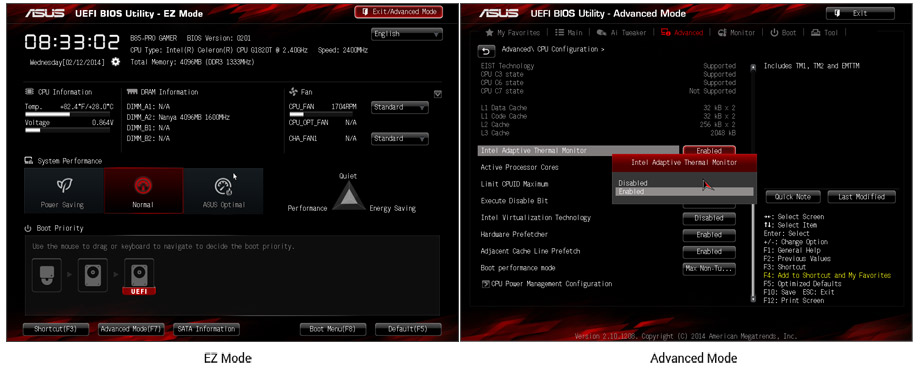 ASUS UEFI BIOS Utility - EZ Mode
Exit/Advanced Mode
08:33:02
Wednesday[02/12/2014]
B85-PRO GAMER BIOS Version: 0201
CPU Type: Intel(R) Celeron(R) CPU G1820T @ 2.40GHz Speed: 2400MHz
Total Memory: 4096MB (DDR3 1333MHz)
English
CPU Information
Temp. +82.4°F/+28.0°C
Voltage 0.864V
DRAM Information
DIMM_A1: N/A
DIMM_A2: Nanya 4096MB 1600MHz
DIMM_B1: N/A
DIMM_B2: N/A
Fan
CPU_FAN 1704RPM
Standard
CPU_OPT_FAN N/A
CHA_FAN1 N/A
Standard
System Performance
Power Saving
Normal
ASUS Optimal
Quiet
Performance
Energy Saving
Boot Priority
Use the mouse to drag or keyboard to navigate to decide the boot priority.
UEFI
Shortcut(F3)
Advanced Mode(F7)
SATA Information
Boot Menu(F8)
Default(F5)
EZ Mode
ASUS UEFI BIOS Utility - Advanced Mode
Exit
My Favorites
Main
Ai Tweaker
Advanced
Monitor
Boot
Tool
Advanced\ CPU Configuration >
EIST Technology Supported
CPU C3 state Supported
CPU C6 state Supported
CPU C7 state Not Supported
L1 Data Cache 32 kB x 2
L1 Code Cache 32 kB x 2
L2 Cache 256 kB x 2
L3 Cache 2048 kB
Intel Adaptive Thermal Monitor Enabled
Active Processor Cores
Limit CPUID Maximum
Execute Disable Bit
Intel Virtualization Technology Disabled
Hardware Prefetcher Enabled
Adjacent Cache Line Prefetch Enabled
Boot performance mode Max Non-Tu...
CPU Power Management Configuration
Intel Adaptive Thermal Monitor
Disabled
Enabled
Includes TM1, TM2 and EMTTM
Quick Note
Last Modified
↔: Select Screen
↑↓: Select Item
Enter: Select
+/-: Change Option
F1: General Help
F2: Previous Values
F3: Shortcut
F4: Add to Shortcut and My Favorites
F5: Optimized Defaults
F10: Save ESC: Exit
F12: Print Screen
Version 2.10.1208. Copyright (C) 2014 American Megatrends, Inc.
Advanced Mode